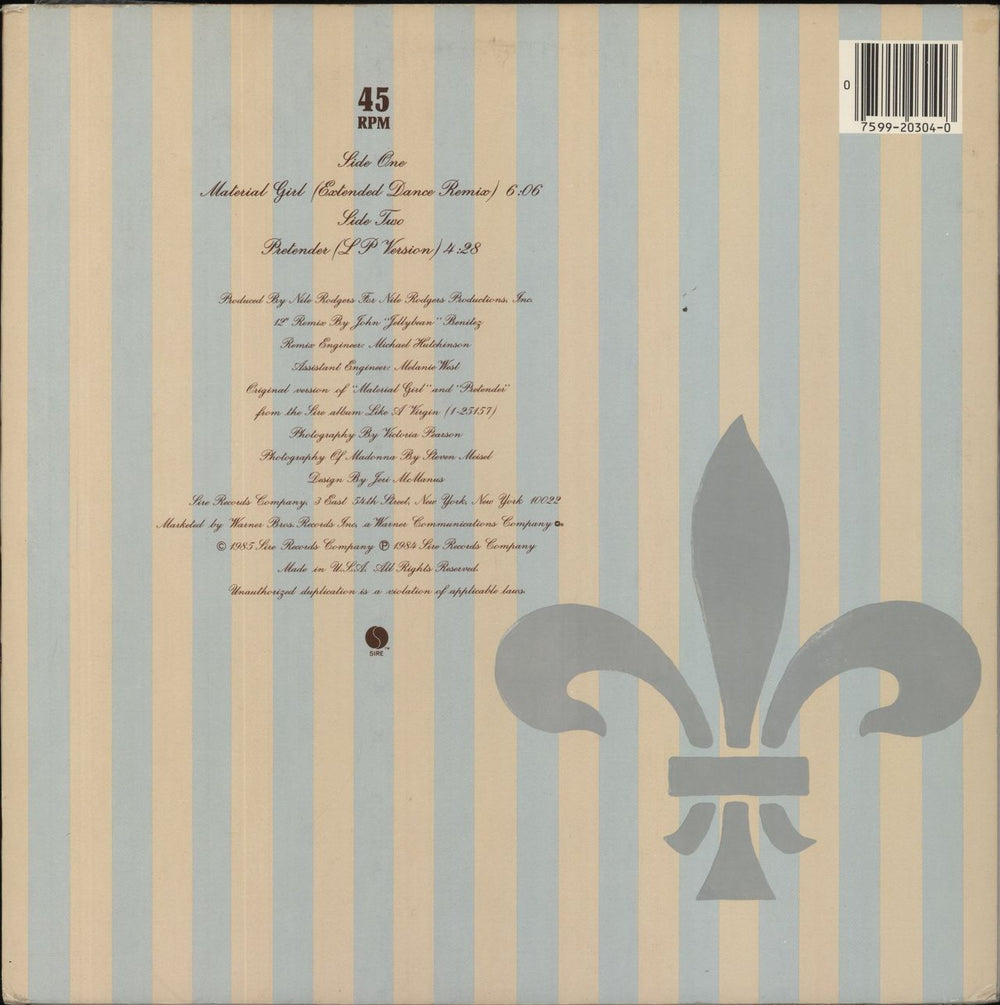 0
7599-20304-0
45
RPM
Side One
Material Girl (Extended Dance Remix) 6:06
Side Two
Pretender (LP Version) 4:28
Produced By Nile Rodgers For Nile Rodgers Productions, Inc.
12" Remix By John "Jellybean" Benitez
Remix Engineer: Michael Hutchinson
Assistant Engineer: Melanie West
Original version of "Material Girl" and "Pretender"
from the Sire album Like A Virgin (1-25157)
Photography By Victoria Pearson
Photography Of Madonna By Steven Meisel
Design By Jeri McManus
Sire Records Company, 3 East 54th Street, New York, New York 10022
Marketed by Warner Bros. Records Inc., a Warner Communications Company
© 1985 Sire Records Company ℗ 1984 Sire Records Company
Made in U.S.A. All Rights Reserved.
Unauthorized duplication is a violation of applicable laws.
SIRE™